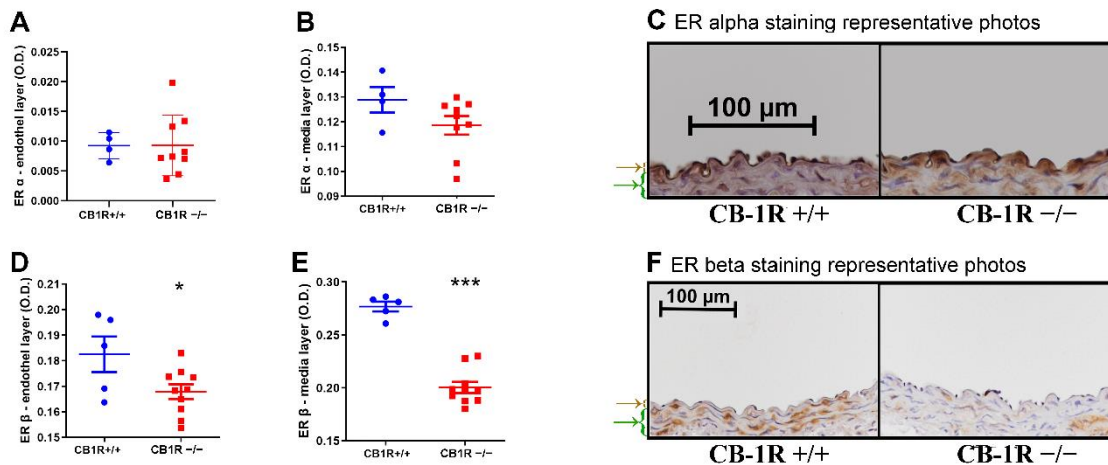 A
ER α - endothel layer (O.D.)
0.025
0.020
0.015
0.010
0.005
0.000
CB1R+/+ CB1R −/−
B
ER α - media layer (O.D.)
0.15
0.14
0.13
0.12
0.11
0.10
0.09
CB1R+/+ CB1R −/−
C ER alpha staining representative photos
100 µm
CB-1R +/+ CB-1R −/−
D
ER β - endothel layer (O.D.)
0.21
0.20
0.19
0.18
0.17
0.16
0.15
*
CB1R+/+ CB1R −/−
E
ER β - media layer (O.D.)
0.30
0.25
0.20
0.15
***
CB1R+/+ CB1R −/−
F ER beta staining representative photos
100 µm
CB-1R +/+ CB-1R −/−